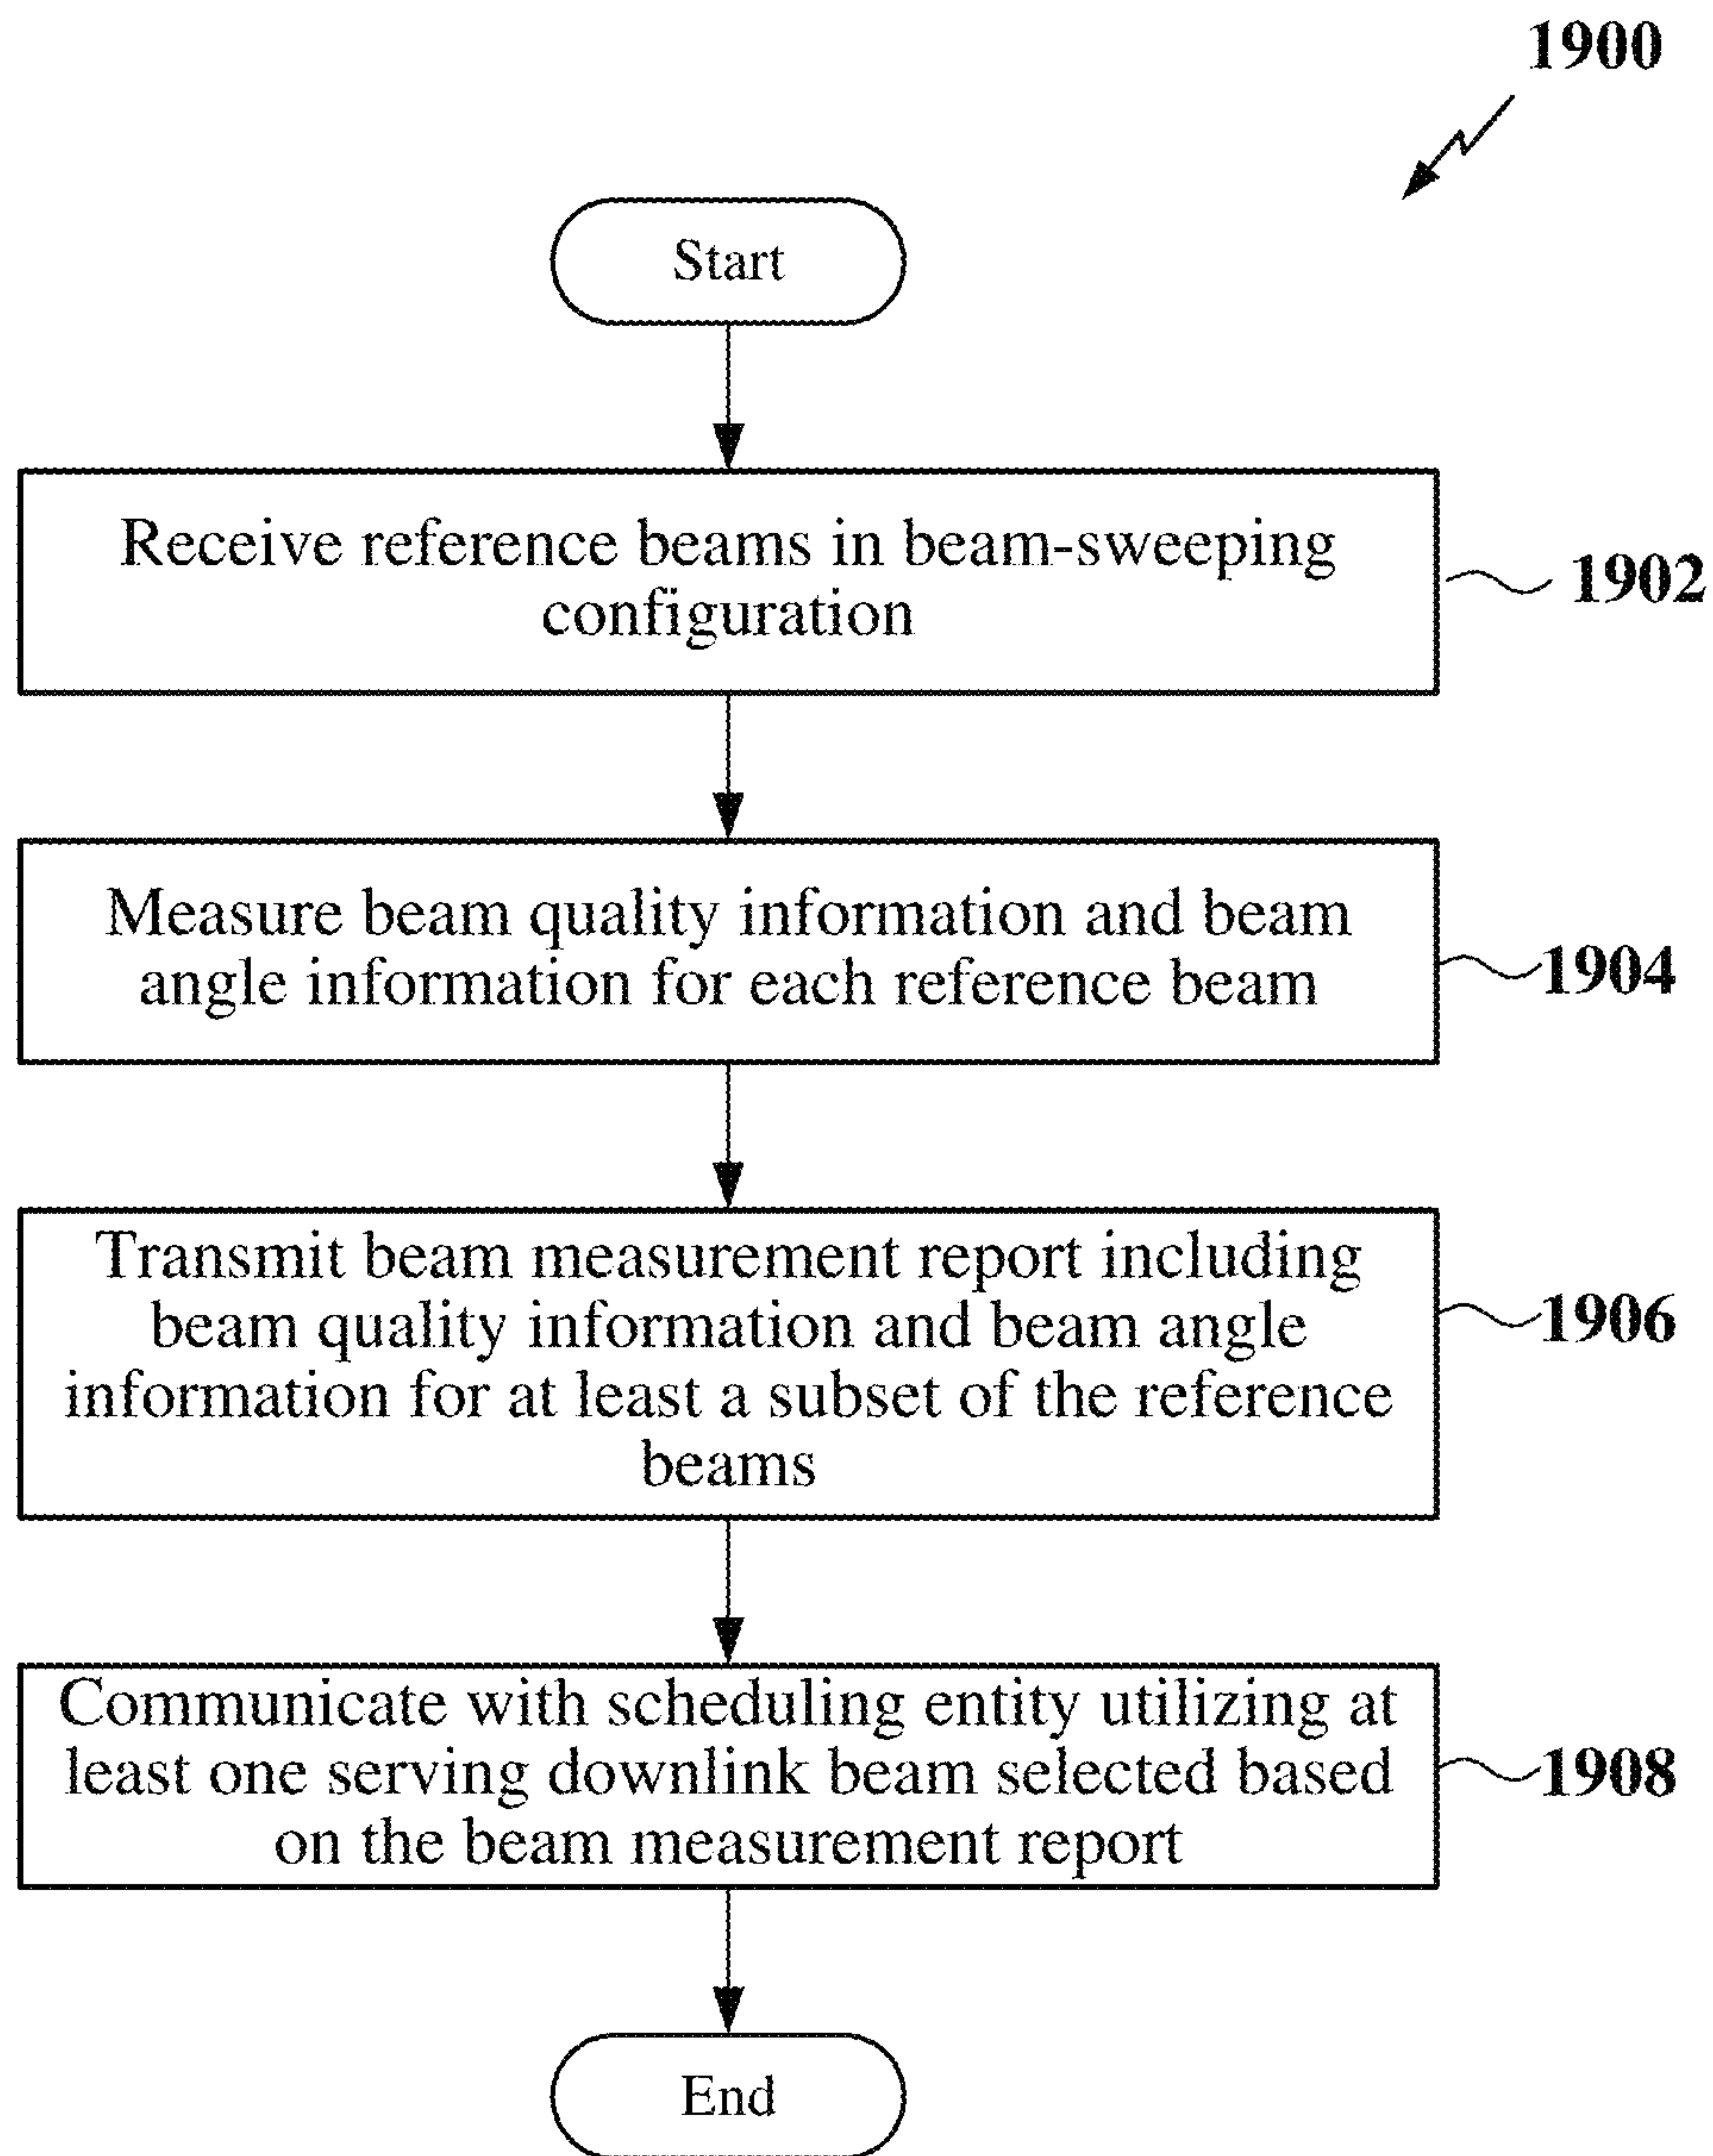 1900
Start
Receive reference beams in beam-sweeping
configuration
1902
Measure beam quality information and beam
angle information for each reference beam
1904
Transmit beam measurement report including
beam quality information and beam angle
information for at least a subset of the reference
beams
1906
Communicate with scheduling entity utilizing at
least one serving downlink beam selected based
on the beam measurement report
1908
End